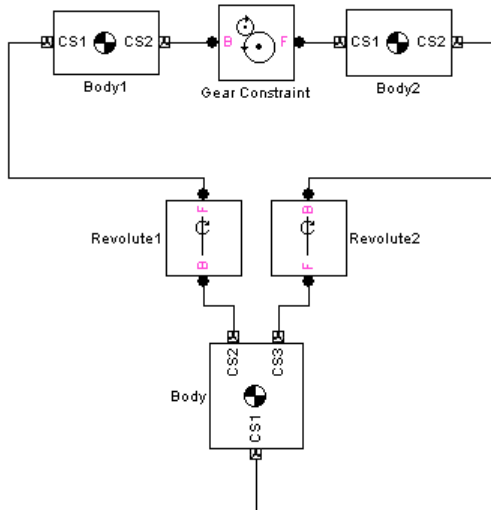 CS1 CS2
B F
CS1 CS2
Body1
Gear Constraint
Body2
F
B
Revolute1
B
F
Revolute2
CS2 CS3
Body
CS1